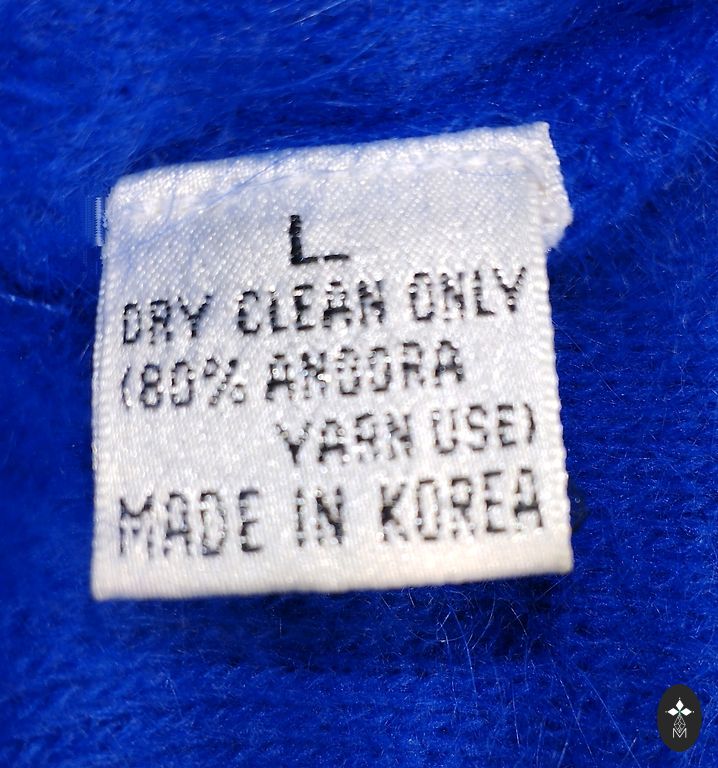 L
DRY CLEAN ONLY
(80% ANGORA
YARN USE)
MADE IN KOREA
M